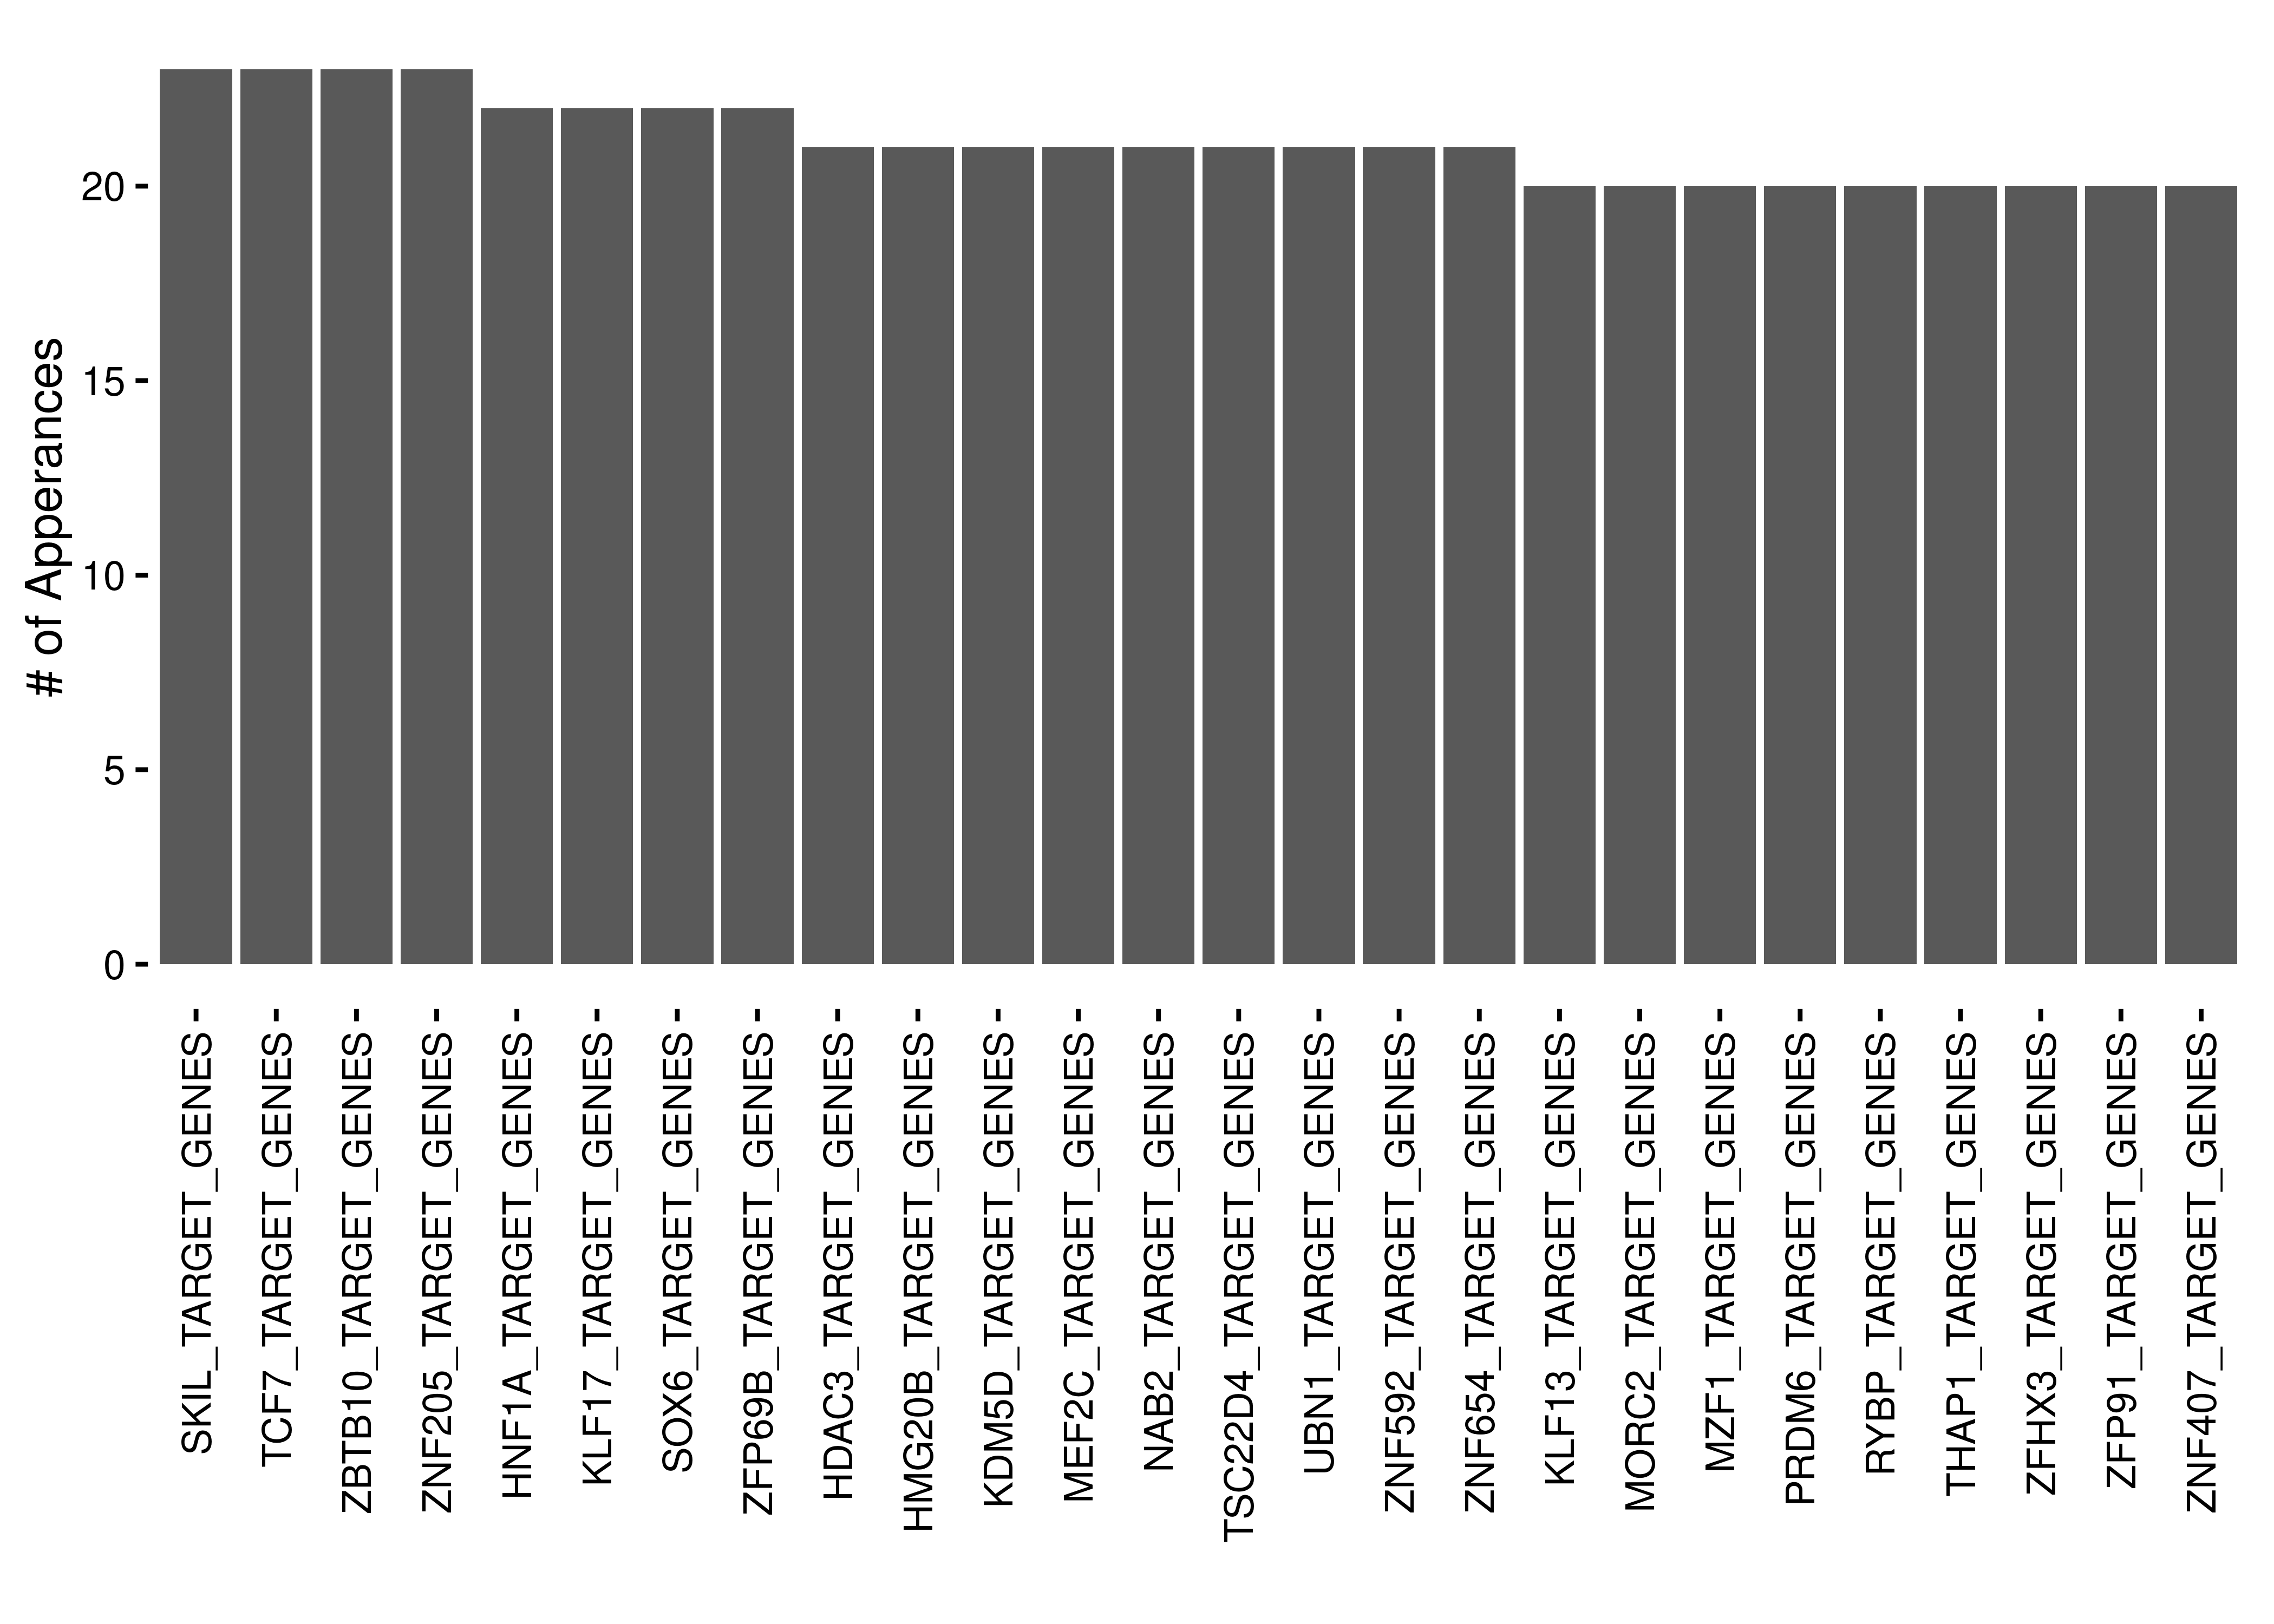 # of Apperances
20
15
10
5
0
SKIL_TARGET_GENES
TCF7_TARGET_GENES
ZBTB10_TARGET_GENES
ZNF205_TARGET_GENES
HNF1A_TARGET_GENES
KLF17_TARGET_GENES
SOX6_TARGET_GENES
ZFP69B_TARGET_GENES
HDAC3_TARGET_GENES
HMG20B_TARGET_GENES
KDM5D_TARGET_GENES
MEF2C_TARGET_GENES
NAB2_TARGET_GENES
TSC22D4_TARGET_GENES
UBN1_TARGET_GENES
ZNF592_TARGET_GENES
ZNF654_TARGET_GENES
KLF13_TARGET_GENES
MORC2_TARGET_GENES
MZF1_TARGET_GENES
PRDM6_TARGET_GENES
RYBP_TARGET_GENES
THAP1_TARGET_GENES
ZFHX3_TARGET_GENES
ZFP91_TARGET_GENES
ZNF407_TARGET_GENES